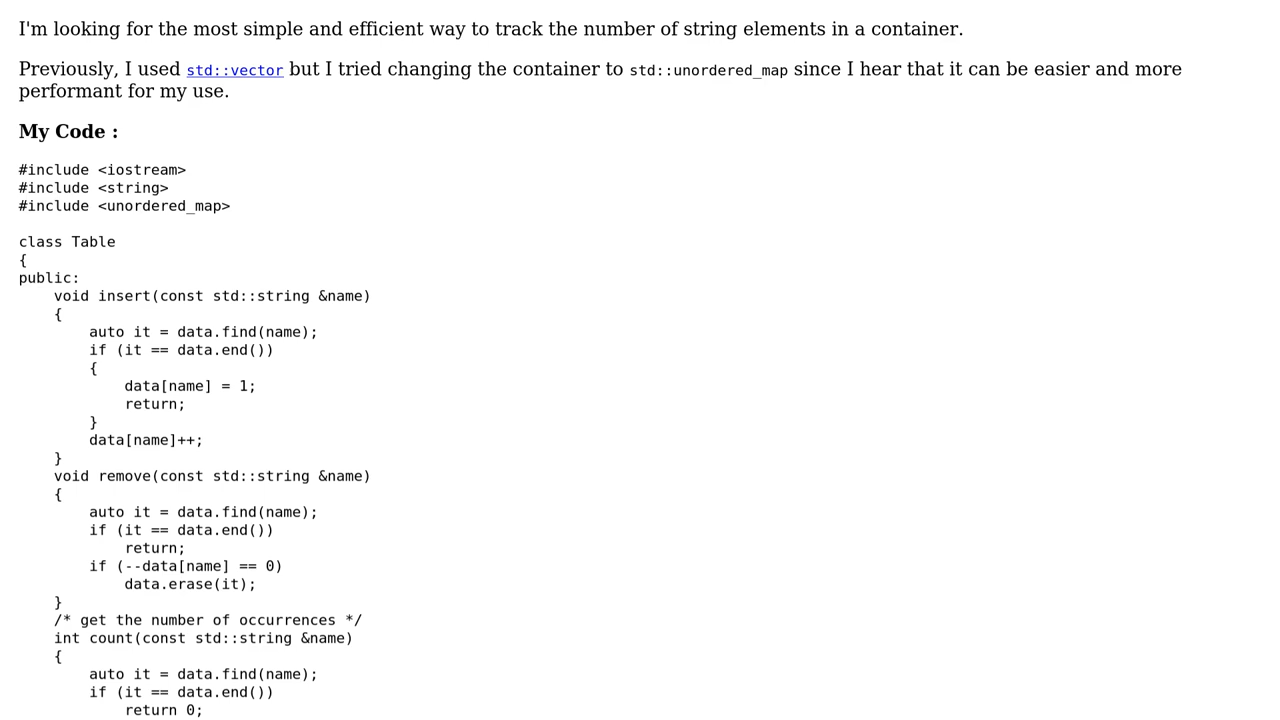 I'm looking for the most simple and efficient way to track the number of string elements in a container.
Previously, I used std::vector but I tried changing the container to std::unordered_map since I hear that it can be easier and more
performant for my use.
My Code :
#include <iostream>
#include <string>
#include <unordered_map>
class Table
{
public:
    void insert(const std::string &name)
    {
        auto it = data.find(name);
        if (it == data.end())
        {
            data[name] = 1;
            return;
        }
        data[name]++;
    }
    void remove(const std::string &name)
    {
        auto it = data.find(name);
        if (it == data.end())
            return;
        if (--data[name] == 0)
            data.erase(it);
    }
    /* get the number of occurrences */
    int count(const std::string &name)
    {
        auto it = data.find(name);
        if (it == data.end())
            return 0;